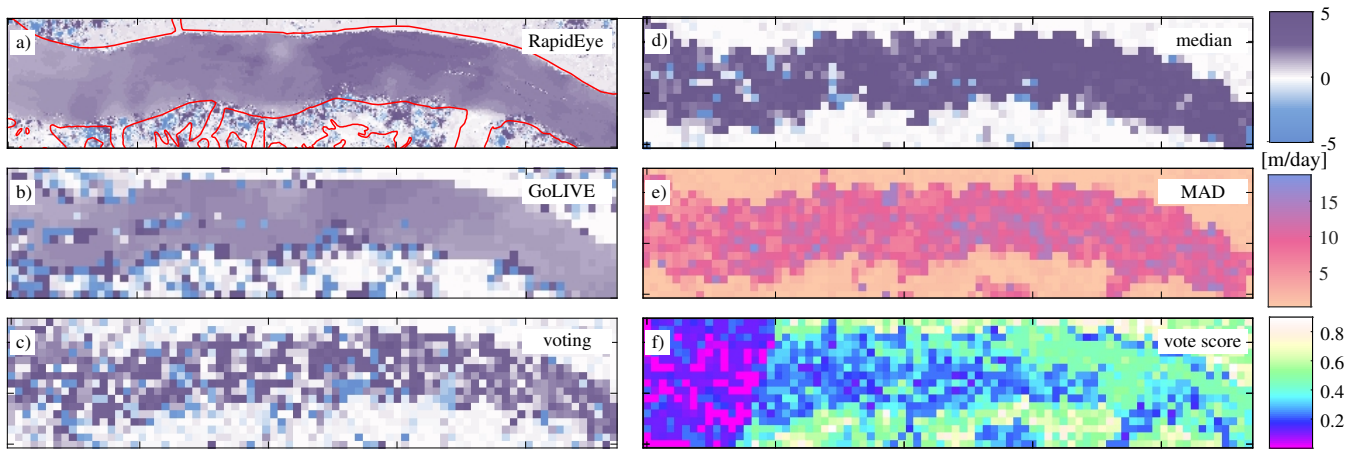 a) RapidEye
b) GoLIVE
c) voting
d) median
e) MAD
f) vote score
5
0
-5
[m/day]
15
10
5
0.8
0.6
0.4
0.2